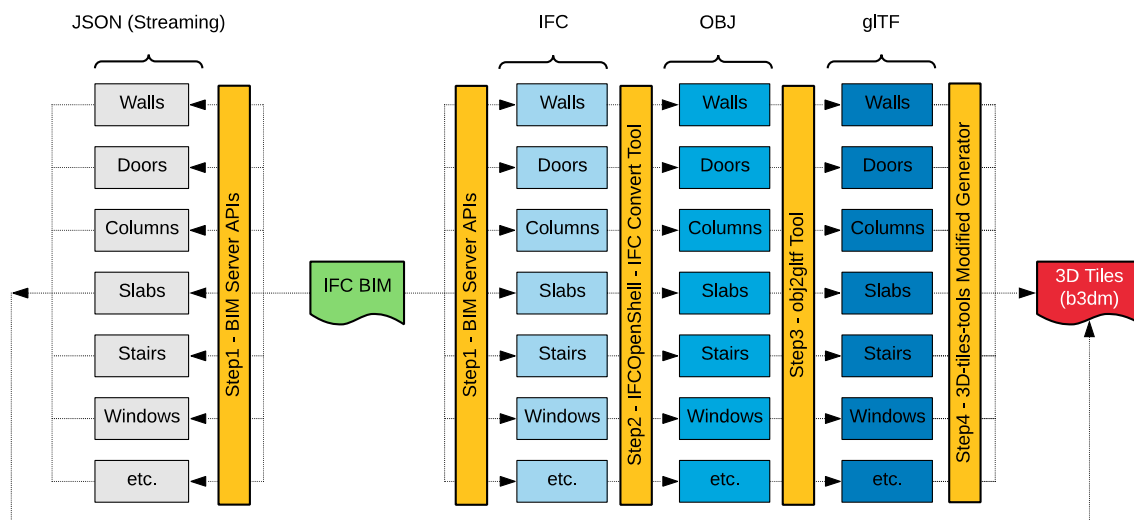 JSON (Streaming)
IFC
OBJ
glTF
Walls
Doors
Columns
Slabs
Stairs
Windows
etc.
Step1 - BIM Server APIs
IFC BIM
Step1 - BIM Server APIs
Walls
Doors
Columns
Slabs
Stairs
Windows
etc.
Step2 - IFCOpenShell - IFC Convert Tool
Walls
Doors
Columns
Slabs
Stairs
Windows
etc.
Step3 - obj2gltf Tool
Walls
Doors
Columns
Slabs
Stairs
Windows
etc.
Step4 - 3D-tiles-tools Modified Generator
3D Tiles
(b3dm)